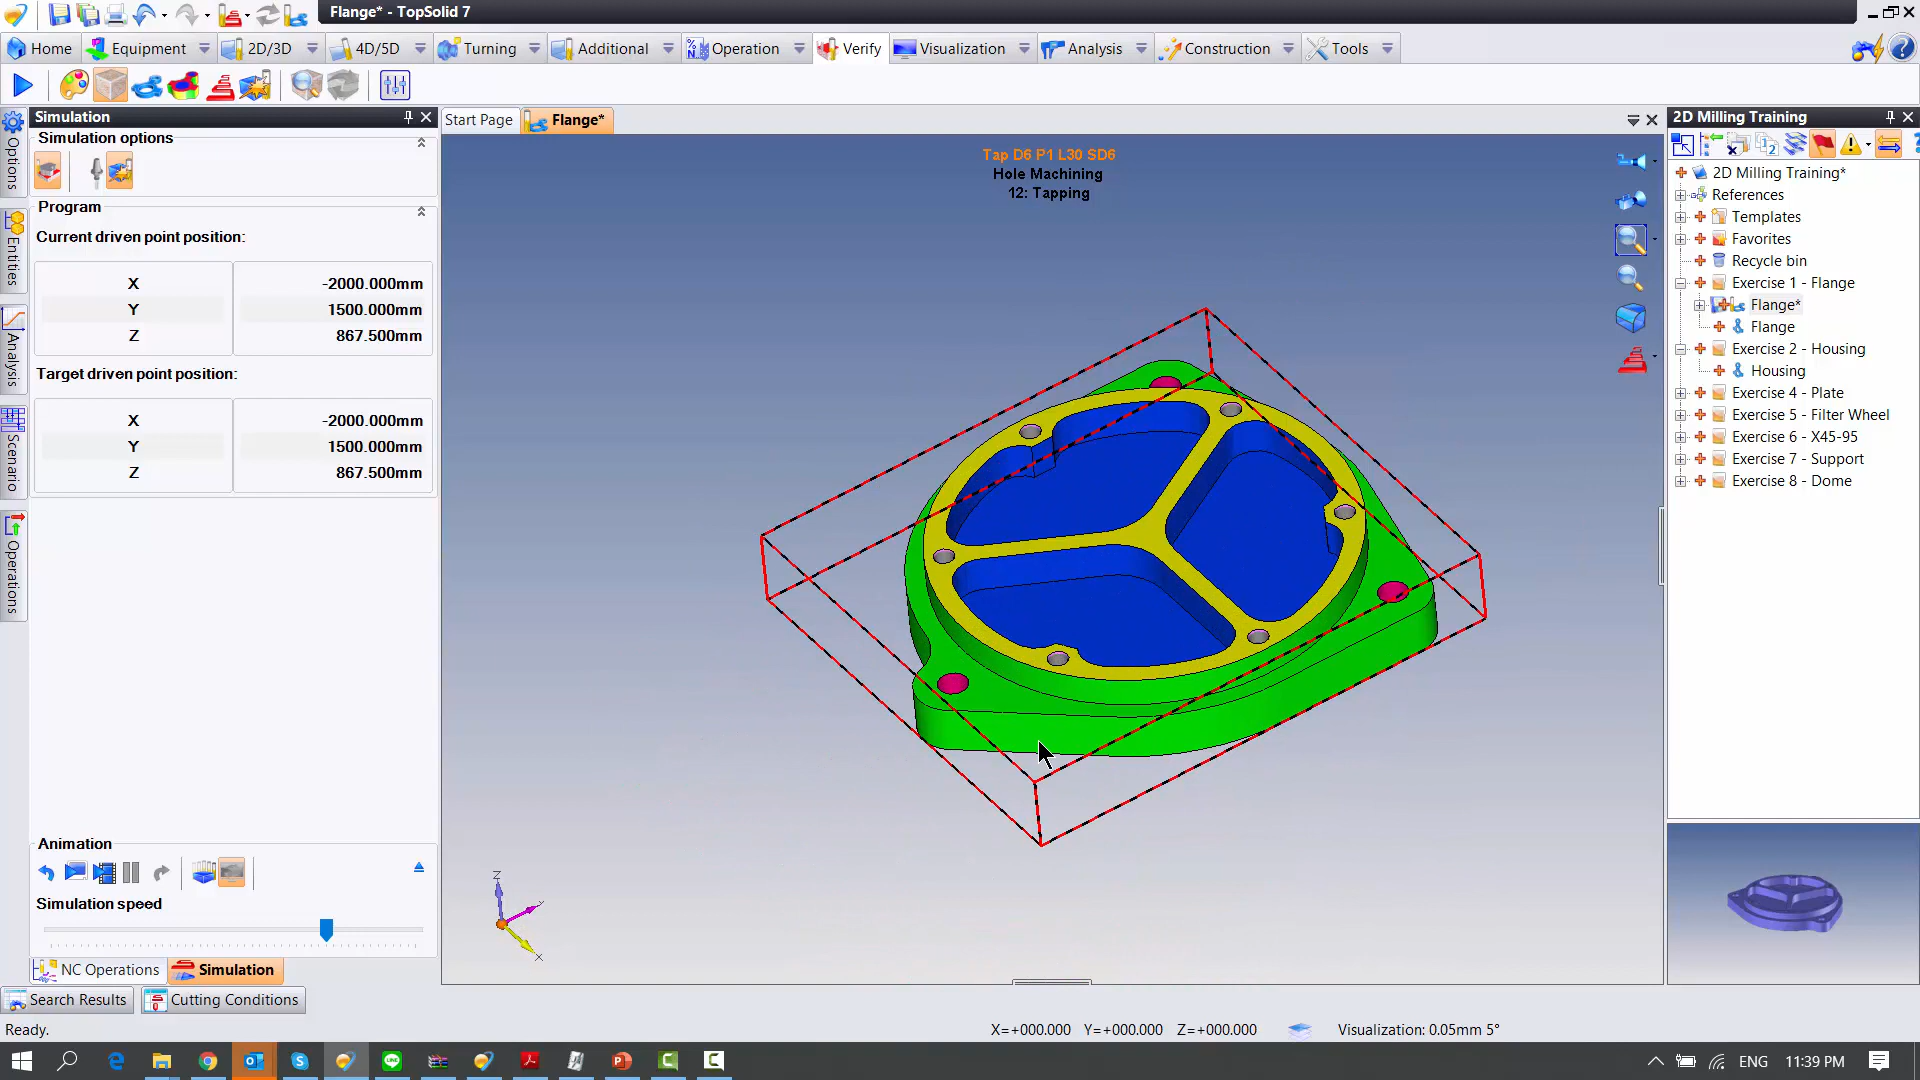 Flange* - TopSolid 7
Home
Equipment
2D/3D
4D/5D
Turning
Additional
Operation
Verify
Visualization
Analysis
Construction
Tools
Simulation
Simulation options
Program
Current driven point position:
X -2000.000mm
Y 1500.000mm
Z 867.500mm
Target driven point position:
X -2000.000mm
Y 1500.000mm
Z 867.500mm
Animation
Simulation speed
NC Operations
Simulation
Search Results
Cutting Conditions
Ready.
Options
Entities
Analysis
Scenario
Operations
Start Page
Flange*
Tap D6 P1 L30 SD6
Hole Machining
12: Tapping
Z
X
2D Milling Training
2D Milling Training*
References
Templates
Favorites
Recycle bin
Exercise 1 - Flange
Flange*
Flange
Exercise 2 - Housing
Housing
Exercise 4 - Plate
Exercise 5 - Filter Wheel
Exercise 6 - X45-95
Exercise 7 - Support
Exercise 8 - Dome
X=+000.000 Y=+000.000 Z=+000.000
Visualization: 0.05mm 5°
ENG
11:39 PM